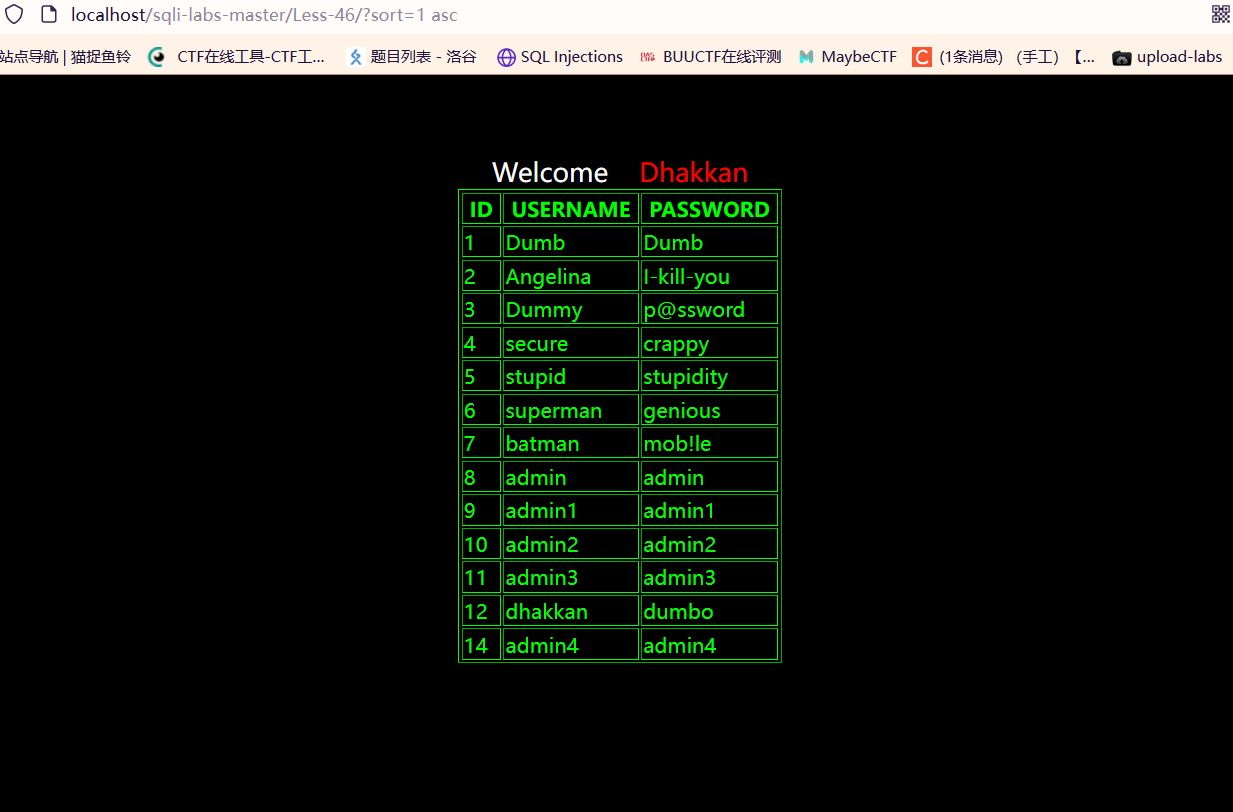 localhost/sqli-labs-master/Less-46/?sort=1 asc
站点导航 | 猫捉鱼铃 CTF在线工具-CTF工... 题目列表 - 洛谷 SQL Injections BUUCTF在线评测 MaybeCTF (1条消息) (手工) 【... upload-labs
Welcome Dhakkan
ID USERNAME PASSWORD
1 Dumb Dumb
2 Angelina I-kill-you
3 Dummy p@ssword
4 secure crappy
5 stupid stupidity
6 superman genious
7 batman mob!le
8 admin admin
9 admin1 admin1
10 admin2 admin2
11 admin3 admin3
12 dhakkan dumbo
14 admin4 admin4